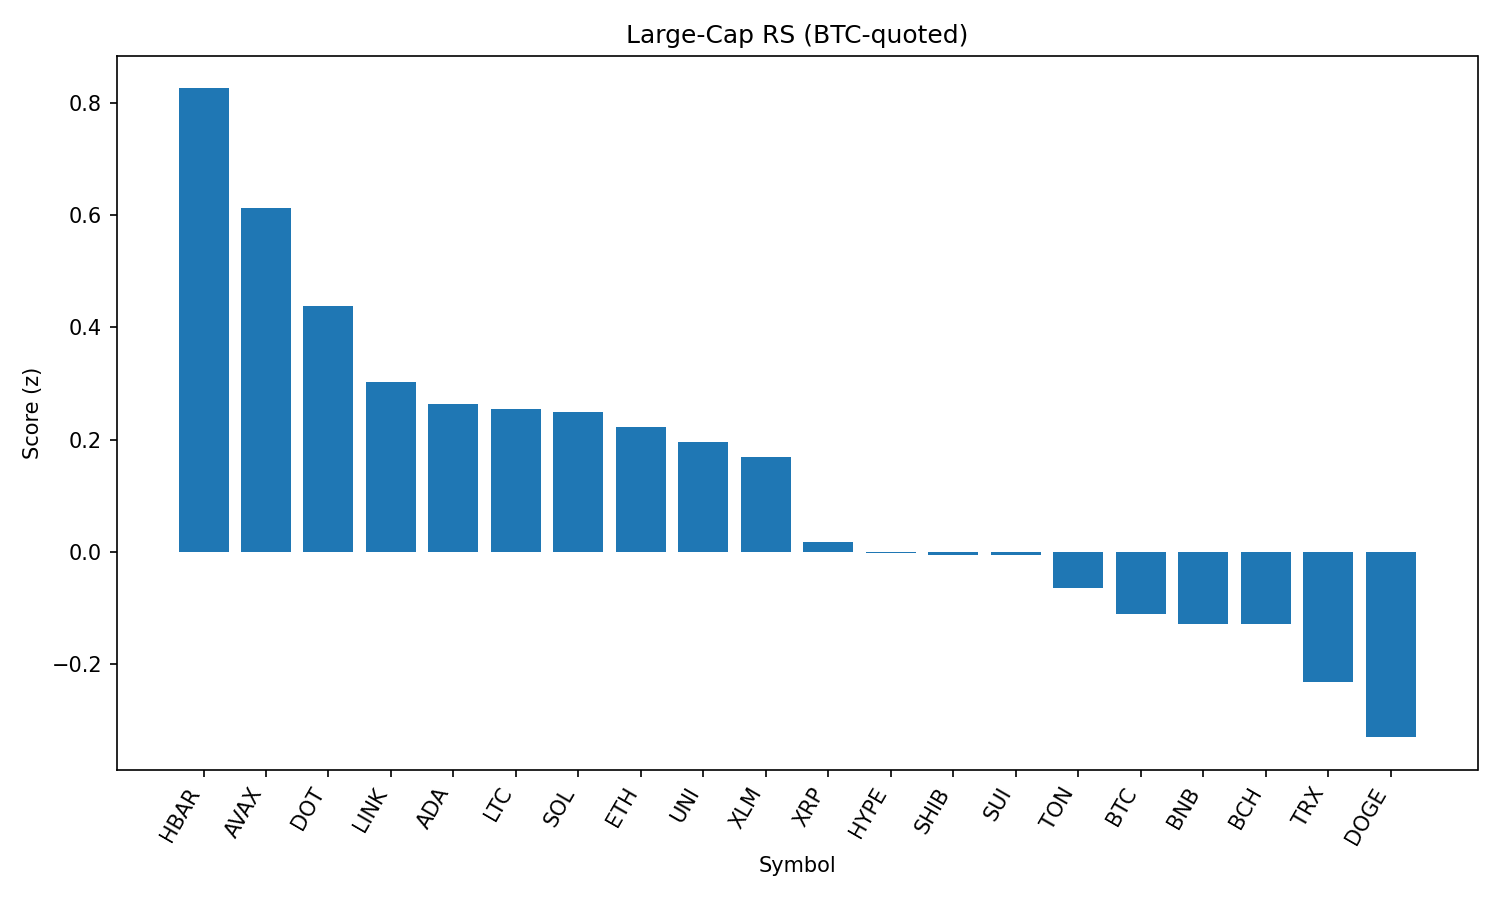 Large-Cap RS (BTC-quoted)
Score (z)
0.8
0.6
0.4
0.2
0.0
−0.2
HBAR
AVAX
DOT
LINK
ADA
LTC
SOL
ETH
UNI
XLM
XRP
HYPE
SHIB
SUI
TON
BTC
BNB
BCH
TRX
DOGE
Symbol